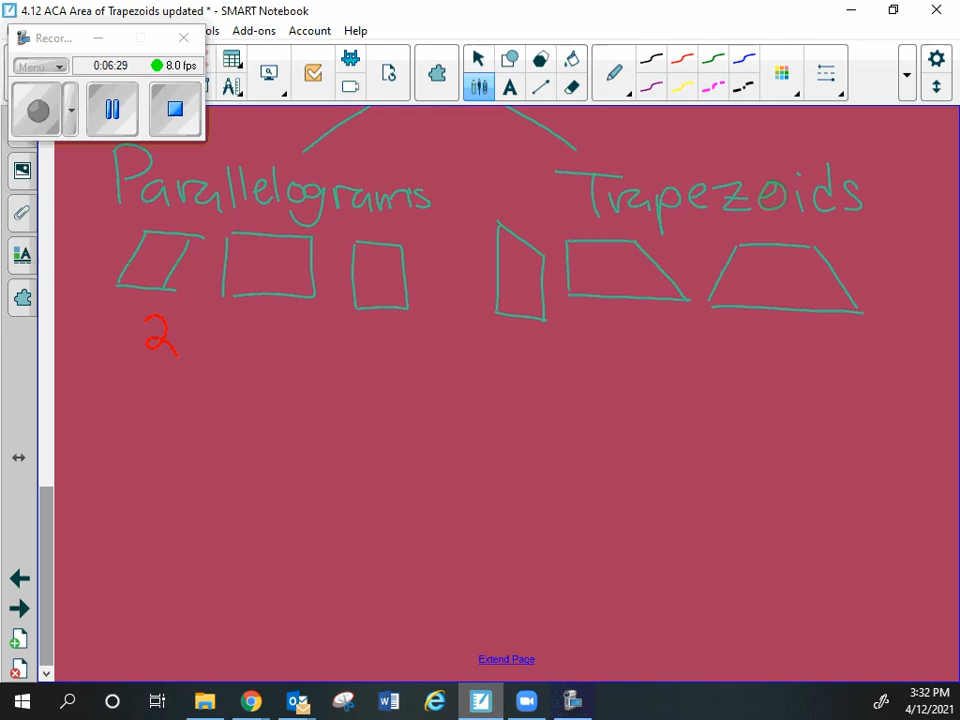 4.12 ACA Area of Trapezoids updated * - SMART Notebook
Recor...
ols Add-ons Account Help
Menu 0:06:29 8.0 fps
Parallelograms Trapezoids
2
Extend Page
3:32 PM
4/12/2021